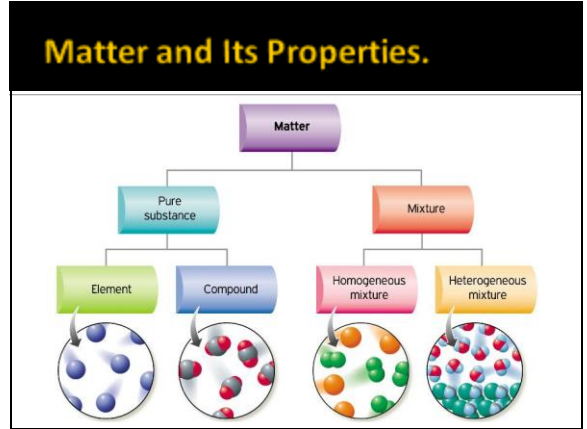 Matter and Its Properties.
Matter
Pure
substance
Mixture
Element
Compound
Homogeneous
mixture
Heterogeneous
mixture